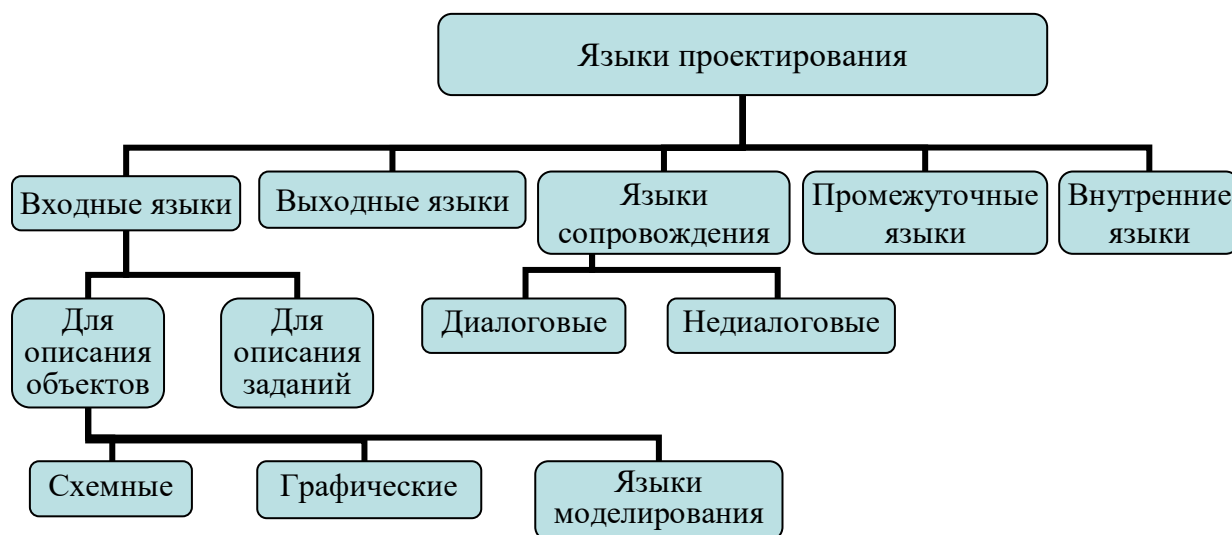 Языки проектирования
Входные языки
Выходные языки
Языки
сопровождения
Промежуточные
языки
Внутренние
языки
Для
описания
объектов
Для
описания
заданий
Диалоговые
Недиалоговые
Схемные
Графические
Языки
моделирования